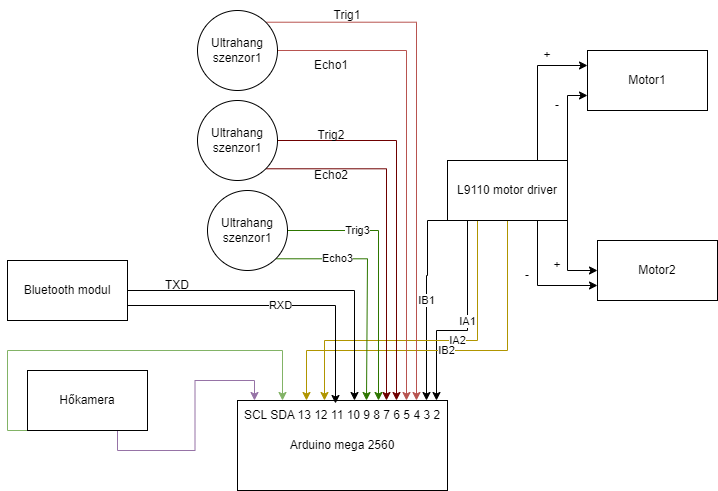 Trig1
Ultrahang
szenzor1
Echo1
+
Motor1
-
Ultrahang
szenzor1
Trig2
Echo2
L9110 motor driver
Ultrahang
szenzor1
Trig3
Echo3
+
Motor2
-
Bluetooth modul
TXD
RXD
IB1
IA1
IA2
IB2
Hőkamera
SCL SDA 13 12 11 10 9 8 7 6 5 4 3 2
Arduino mega 2560